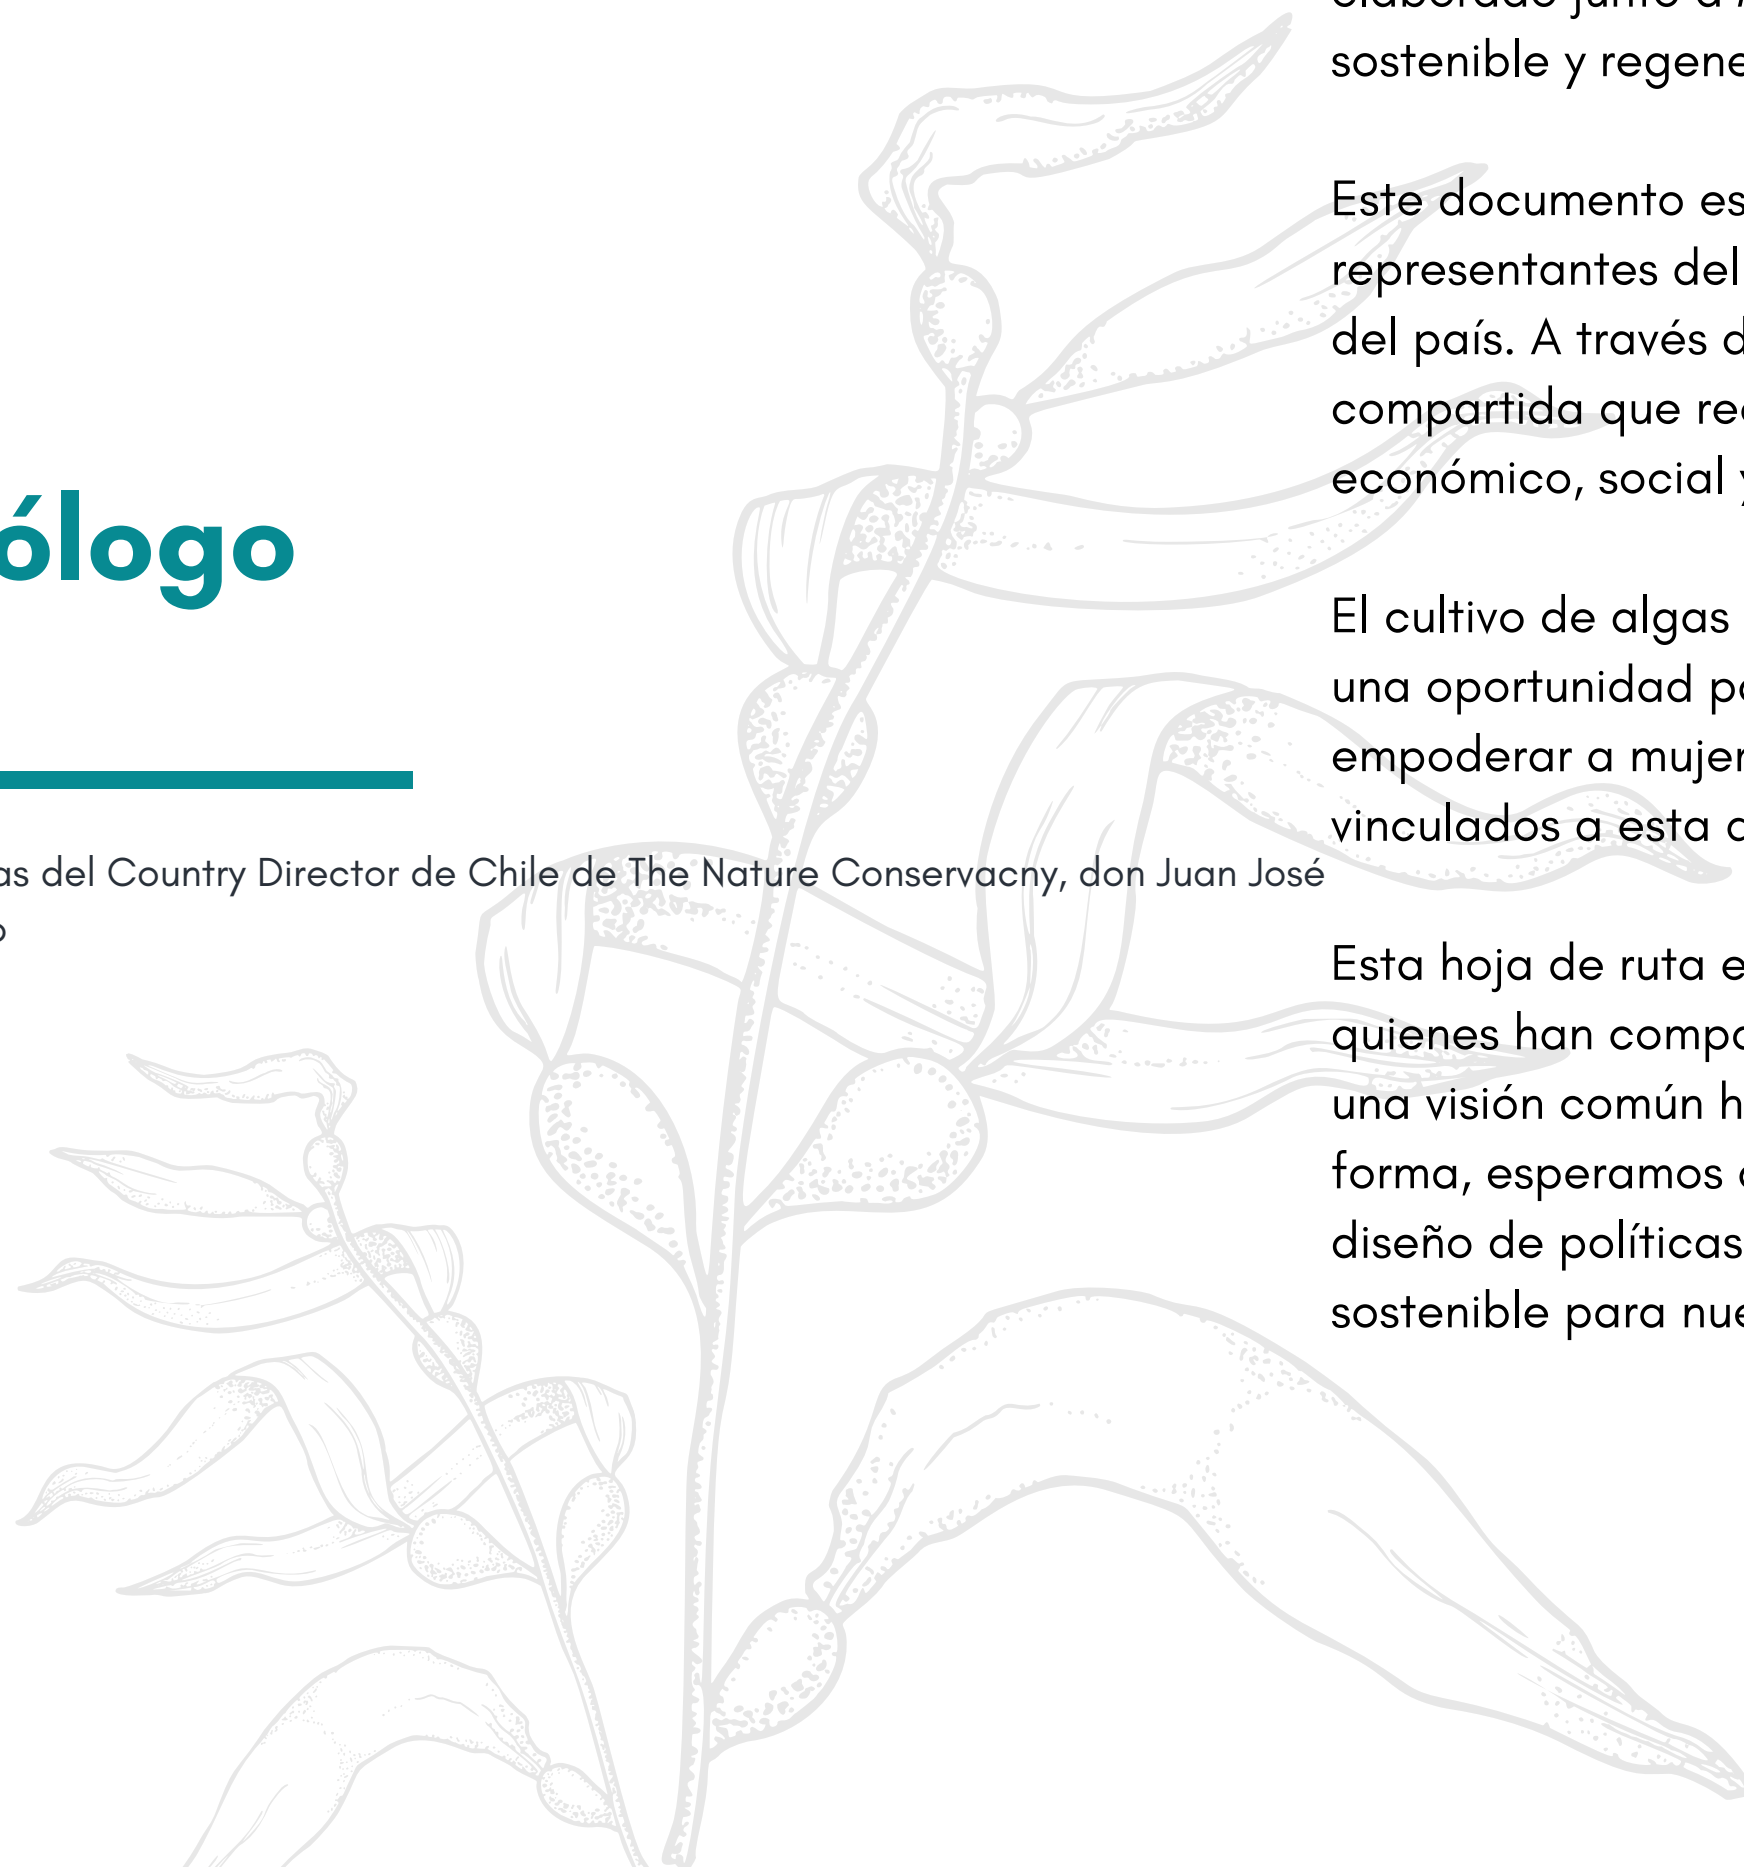 ólogo
as del Country Director de Chile de The Nature Conservacny, don Juan José
o
sostenible y regene
Este documento es
representantes del
del país. A través d
compartida que re
económico, social y
El cultivo de algas
una oportunidad pa
empoderar a mujer
vinculados a esta
Esta hoja de ruta e
quienes han compa
una visión común h
forma, esperamos
diseño de políticas
sostenible para nue